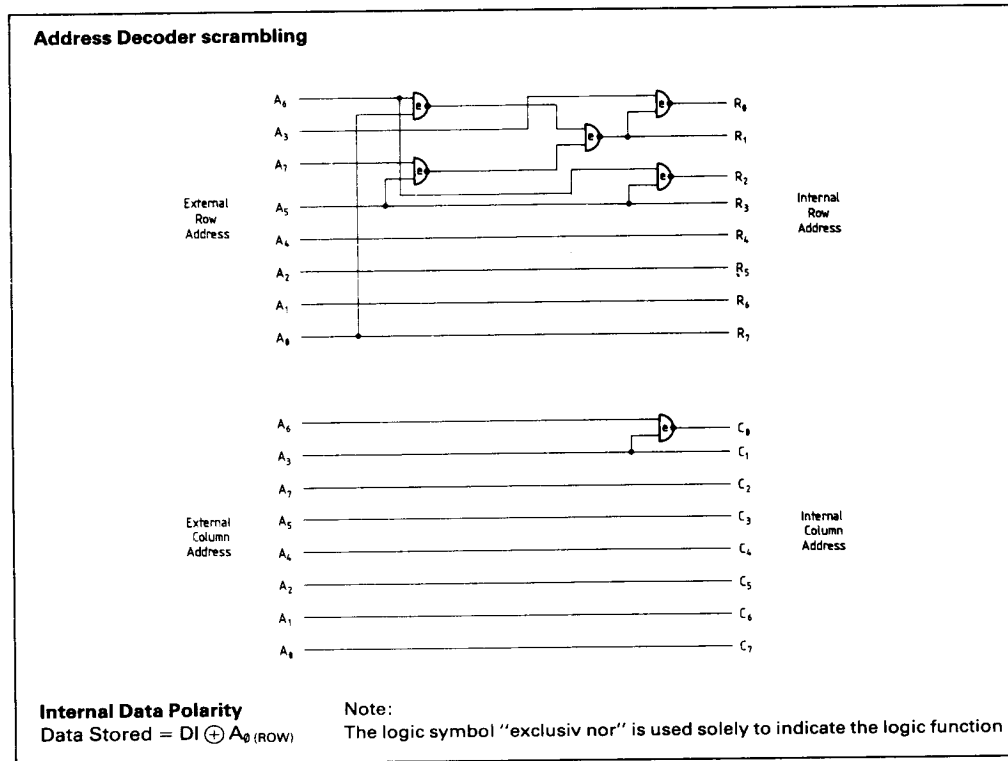 Address Decoder scrambling
A₆
A₃
A₇
A₅
A₄
A₂
A₁
A₀
External
Row
Address
e
e
e
e
e
R₀
R₁
R₂
R₃
R₄
R₅
R₆
R₇
Internal
Row
Address
A₆
A₃
A₇
A₅
A₄
A₂
A₁
A₀
External
Column
Address
e
C₀
C₁
C₂
C₃
C₄
C₅
C₆
C₇
Internal
Column
Address
Internal Data Polarity
Data Stored = DI ⊕ A₀ (ROW)
Note:
The logic symbol "exclusiv nor" is used solely to indicate the logic function